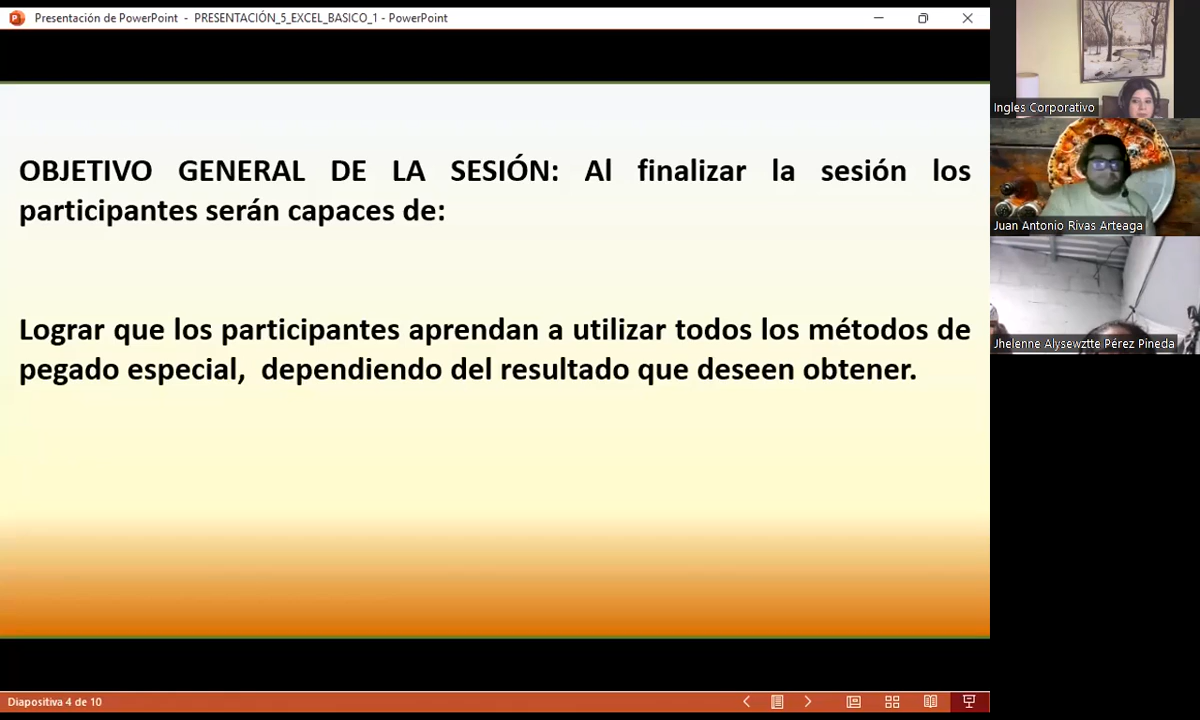 Presentación de PowerPoint - PRESENTACIÓN_5_EXCEL_BASICO_1 - PowerPoint
OBJETIVO GENERAL DE LA SESIÓN: Al finalizar la sesión los
participantes serán capaces de:
Lograr que los participantes aprendan a utilizar todos los métodos de
pegado especial, dependiendo del resultado que deseen obtener.
Diapositiva 4 de 10
Ingles Corporativo
Juan Antonio Rivas Arteaga
Jhelenne Alysewztte Pérez Pineda